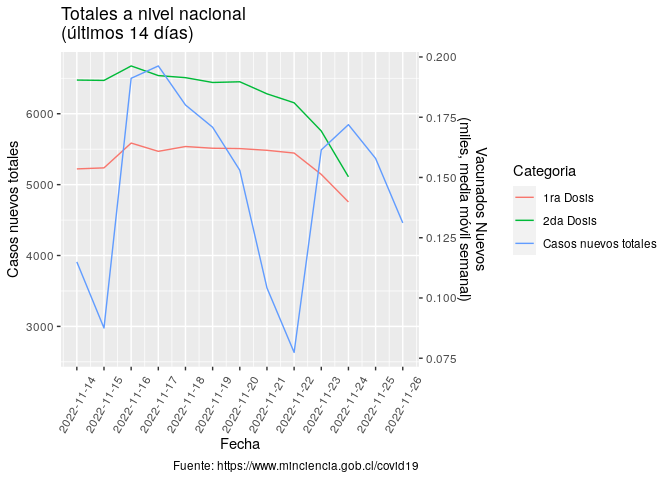 Totales a nivel nacional
(últimos 14 días)
Casos nuevos totales
6000
5000
4000
3000
0.200
0.175
0.150
0.125
0.100
0.075
Vacunados Nuevos
(miles, media móvil semanal)
2022-11-14
2022-11-15
2022-11-16
2022-11-17
2022-11-18
2022-11-19
2022-11-20
2022-11-21
2022-11-22
2022-11-23
2022-11-24
2022-11-25
2022-11-26
Fecha
Categoria
1ra Dosis
2da Dosis
Casos nuevos totales
Fuente: https://www.minciencia.gob.cl/covid19